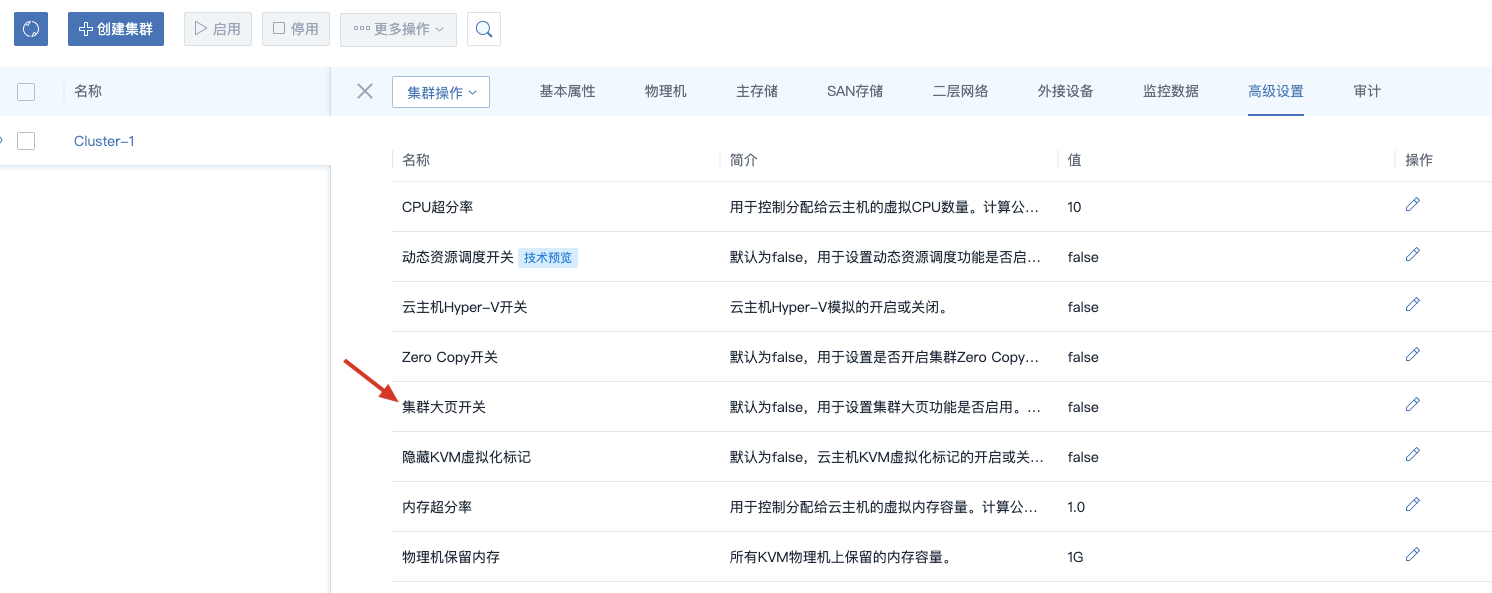 创建集群 启用 停用 更多操作
名称 集群操作 基本属性 物理机 主存储 SAN存储 二层网络 外接设备 监控数据 高级设置 审计
Cluster-1
名称 简介 值 操作
CPU超分率 用于控制分配给云主机的虚拟CPU数量。计算公... 10
动态资源调度开关 技术预览 默认为false，用于设置动态资源调度功能是否启... false
云主机Hyper-V开关 云主机Hyper-V模拟的开启或关闭。 false
Zero Copy开关 默认为false，用于设置是否开启集群Zero Copy... false
集群大页开关 默认为false，用于设置集群大页功能是否启用。... false
隐藏KVM虚拟化标记 默认为false，云主机KVM虚拟化标记的开启或关... false
内存超分率 用于控制分配给云主机的虚拟内存容量。计算公... 1.0
物理机保留内存 所有KVM物理机上保留的内存容量。 1G